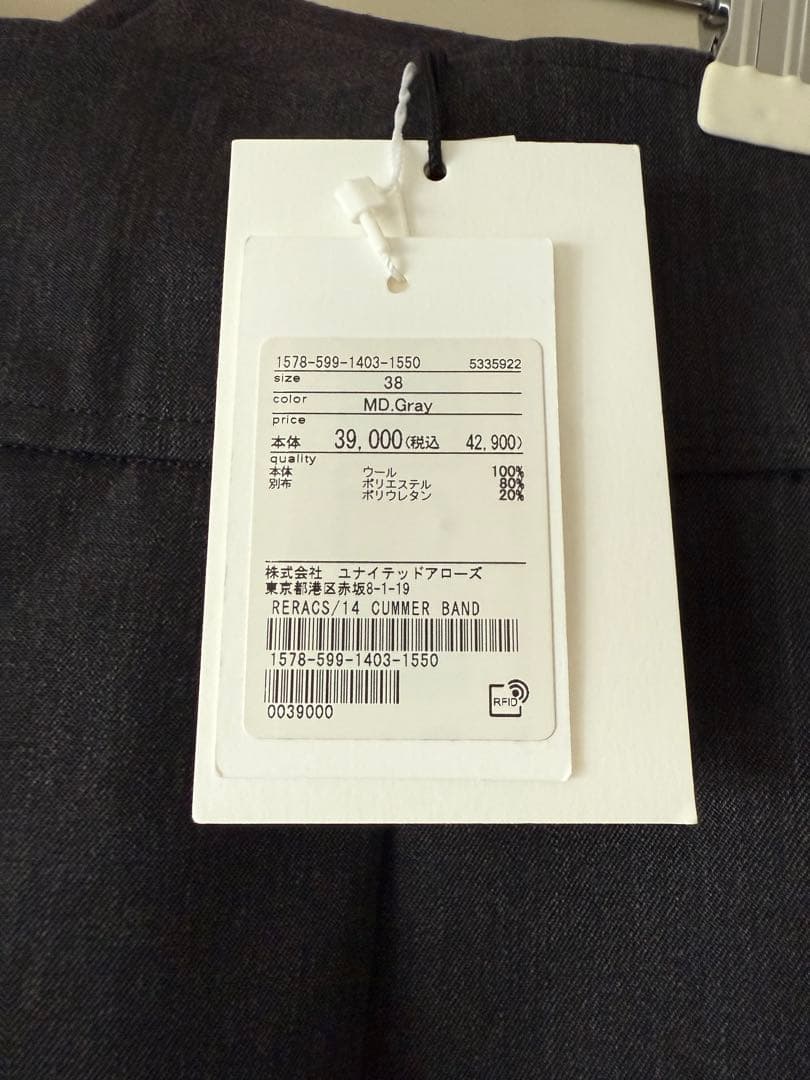 1578-599-1403-1550 5335922
size 38
color MD.Gray
price
本体 39,000(税込 42,900)
quality
本体 ウール 100%
別布 ポリエステル 80%
ポリウレタン 20%
株式会社 ユナイテッドアローズ
東京都港区赤坂8-1-19
RERACS/14 CUMMER BAND
1578-599-1403-1550
0039000
RFID